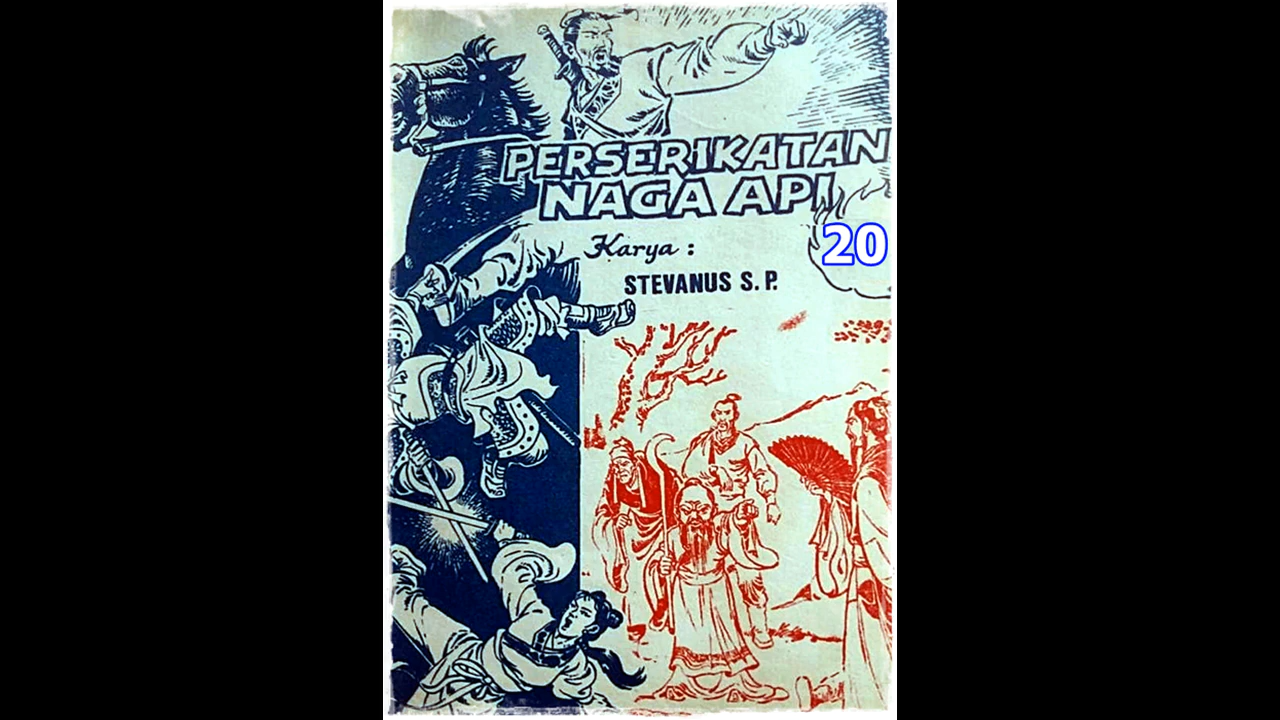 PERSERIKATAN
NAGA API
20
Karya :
STEVANUS S. P.